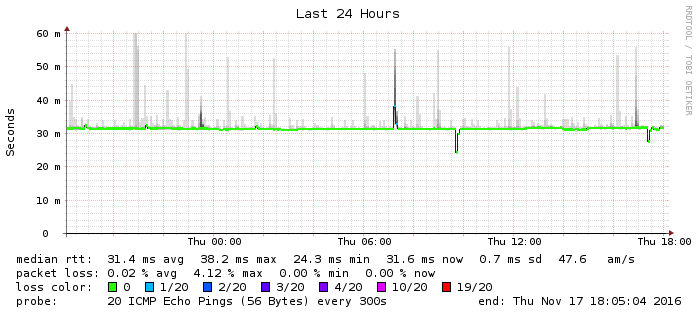 Last 24 Hours
RRDTOOL / TOBI OETIKER
Seconds
60 m
50 m
40 m
30 m
20 m
10 m
0
Thu 00:00 Thu 06:00 Thu 12:00 Thu 18:00
median rtt: 31.4 ms avg 38.2 ms max 24.3 ms min 31.6 ms now 0.7 ms sd 47.6 am/s
packet loss: 0.02 % avg 4.12 % max 0.00 % min 0.00 % now
loss color: 0 1/20 2/20 3/20 4/20 10/20 19/20
probe: 20 ICMP Echo Pings (56 Bytes) every 300s end: Thu Nov 17 18:05:04 2016